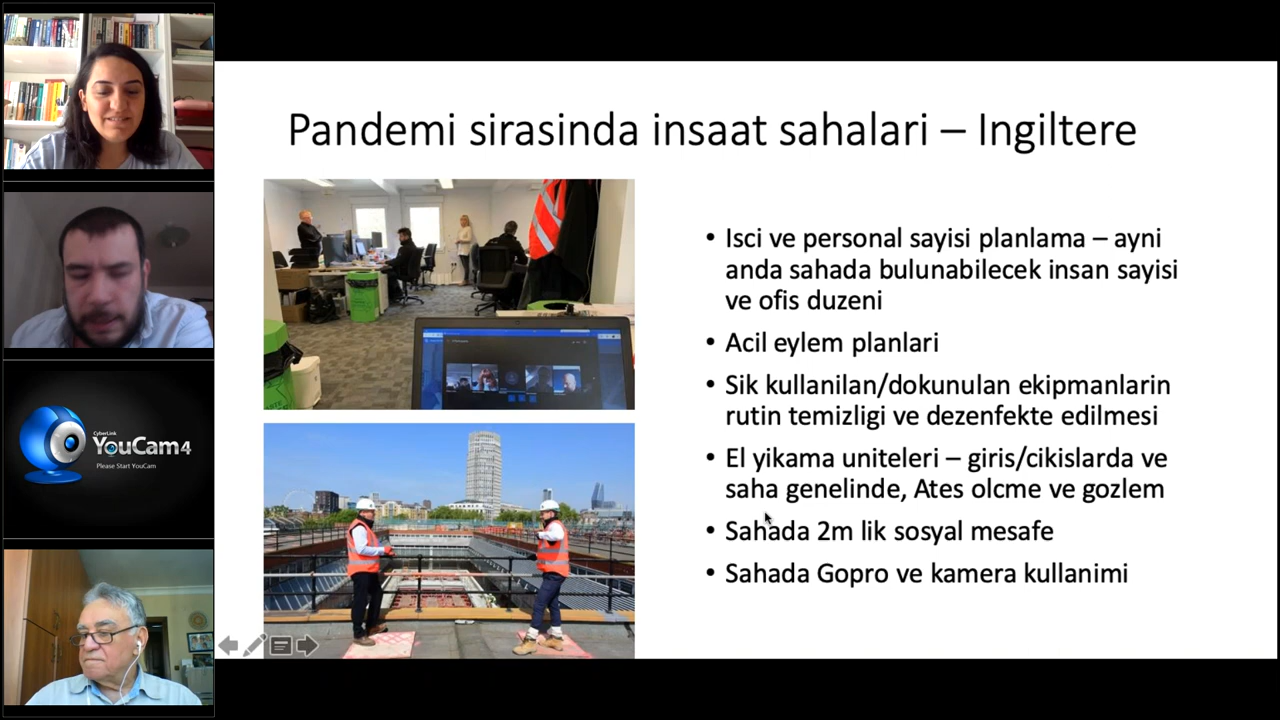 Pandemi sirasinda insaat sahalari – Ingiltere
• Isci ve personal sayisi planlama – ayni
anda sahada bulunabilecek insan sayisi
ve ofis duzeni
• Acil eylem planlari
• Sik kullanilan/dokunulan ekipmanlarin
rutin temizligi ve dezenfekte edilmesi
• El yikama uniteleri – giris/cikislarda ve
saha genelinde, Ates olcme ve gozlem
• Sahada 2m lik sosyal mesafe
• Sahada Gopro ve kamera kullanimi
CyberLink
YouCam4
Please Start YouCam